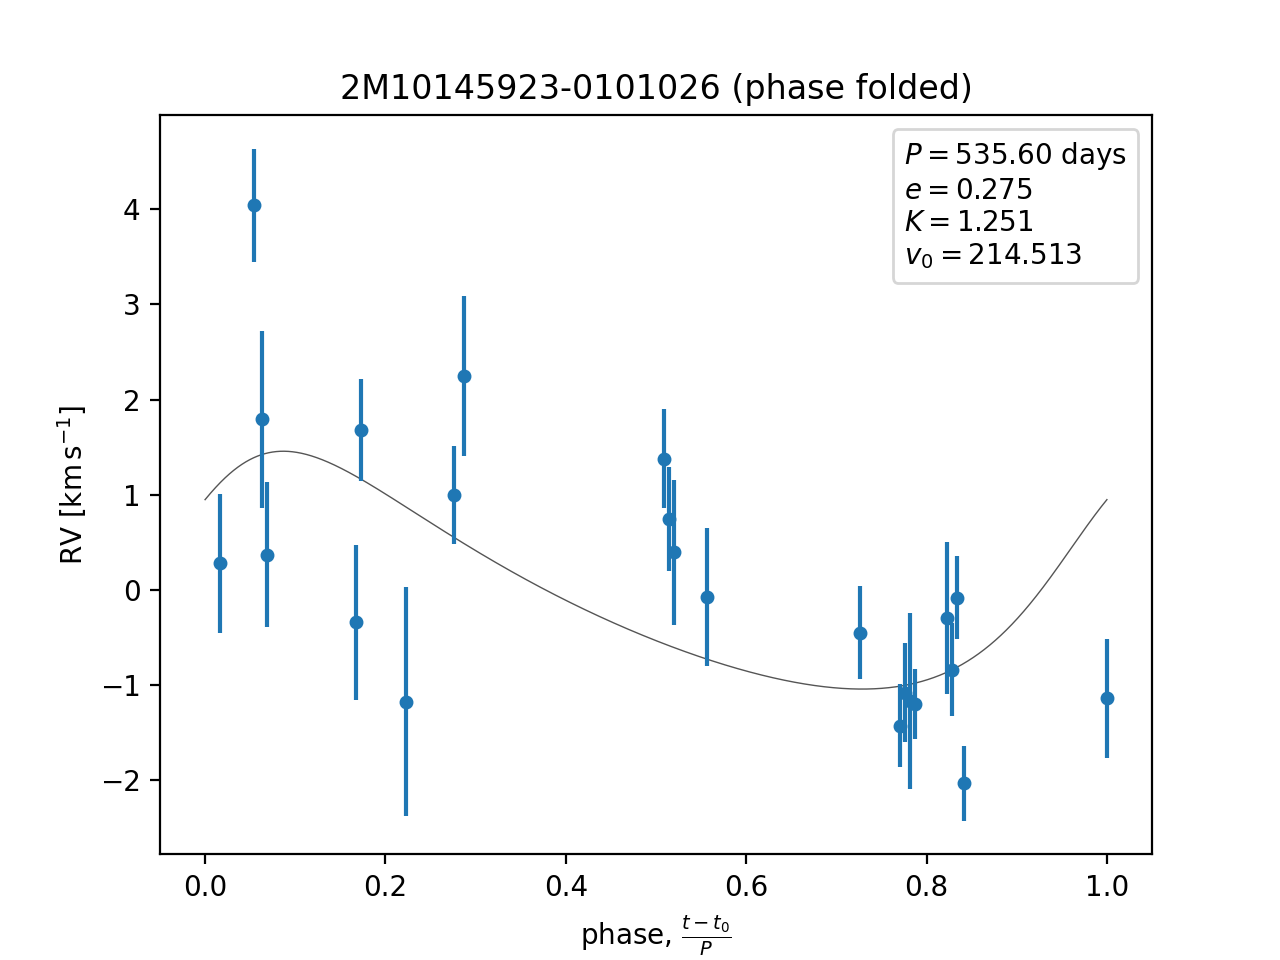 2M10145923-0101026 (phase folded)
P = 535.60 days
e = 0.275
K = 1.251
v₀ = 214.513
RV [km s⁻¹]
4
3
2
1
0
−1
−2
0.0 0.2 0.4 0.6 0.8 1.0
phase, (t − t₀)/P